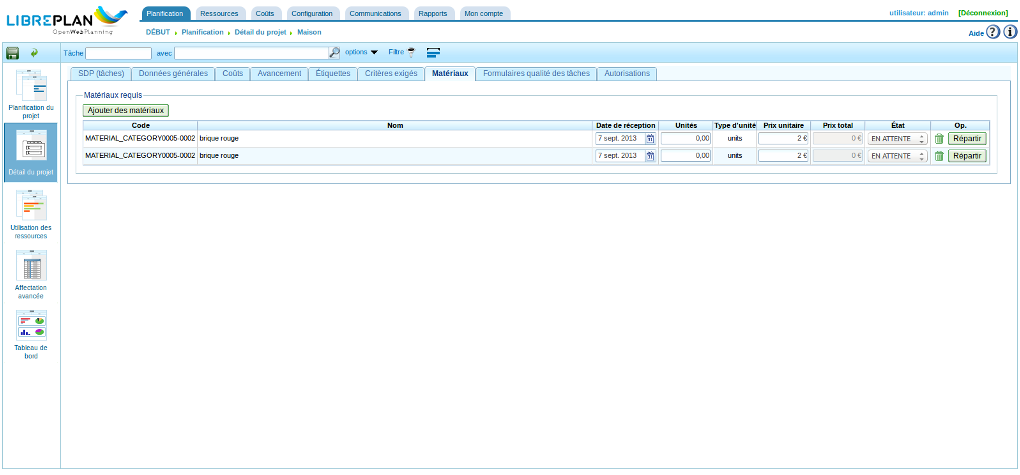 LIBREPLAN
OpenWebPlanning
Planification Ressources Coûts Configuration Communications Rapports Mon compte
utilisateur: admin [Déconnexion]
DÉBUT Planification Détail du projet Maison
Aide
Tâche avec options Filtre
SDP (tâches) Données générales Coûts Avancement Étiquettes Critères exigés Matériaux Formulaires qualité des tâches Autorisations
Planification du
projet
Détail du projet
Utilisation des
ressources
Affectation
avancée
Tableau de
bord
Matériaux requis
Ajouter des matériaux
Code Nom Date de réception Unités Type d'unité Prix unitaire Prix total État Op.
MATERIAL_CATEGORY0005-0002 brique rouge 7 sept. 2013 0,00 units 2 € 0 € EN ATTENTE Répartir
MATERIAL_CATEGORY0005-0002 brique rouge 7 sept. 2013 0,00 units 2 € 0 € EN ATTENTE Répartir